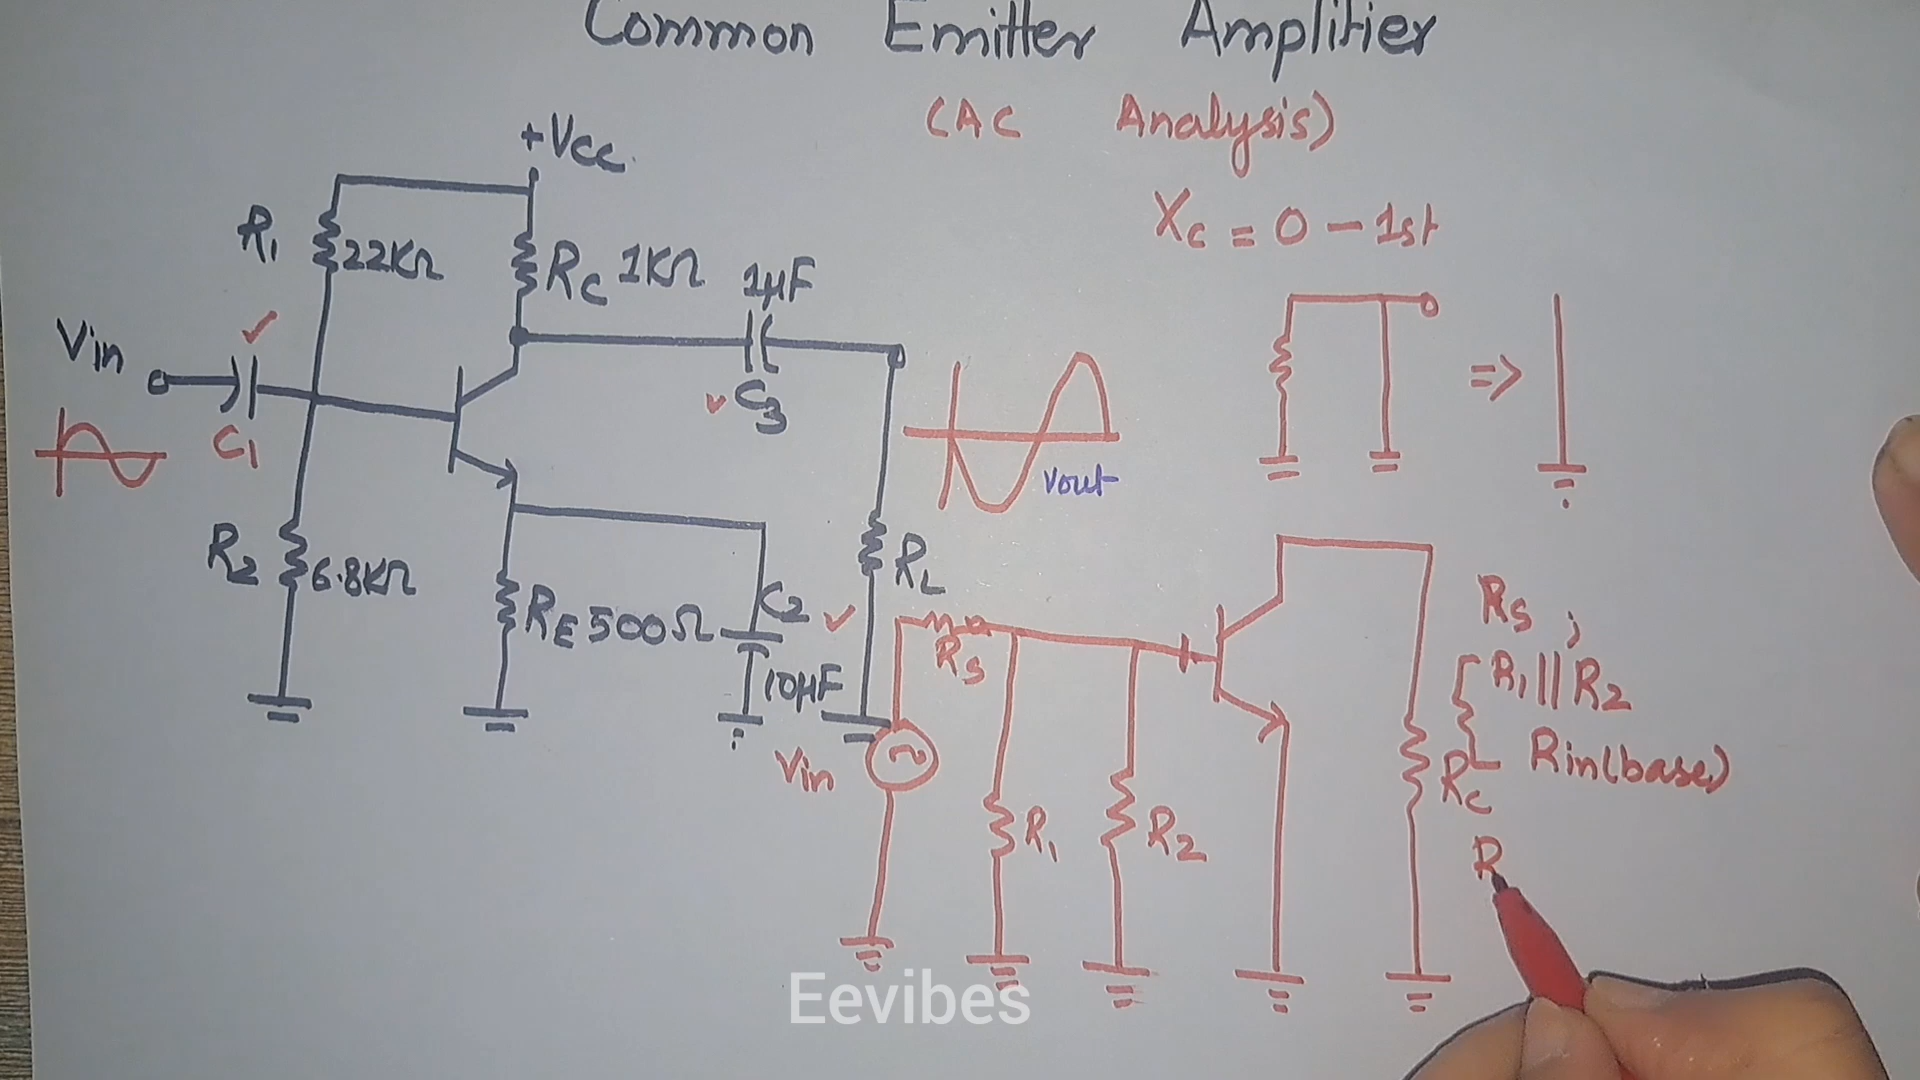 Common Emitter Amplifier
(AC Analysis)
+Vcc
Xc = 0 - 1st
R1
22KΩ
Rc 1KΩ
1μF
Vin
C1
C3
Vout
R2
6.8KΩ
RE 500Ω
C2
10μF
RL
Rs
Rs,
R1||R2
Rin(base)
Vin
R1
R2
Rc
R
Eevibes